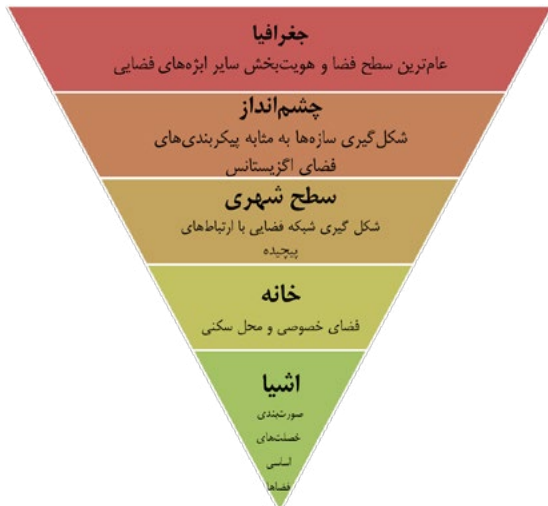 جغرافیا
عام‌ترین سطح فضا و هویت‌بخش سایر ابژه‌های فضایی
چشم‌انداز
شکل‌گیری سازه‌ها به مثابه پیکربندی‌های
فضای اگزیستانس
سطح شهری
شکل گیری شبکه فضایی با ارتباط‌های
پیچیده
خانه
فضای خصوصی و محل سکنی
اشیا
صورت‌بندی
خصلت‌های
اساسی
فضاها